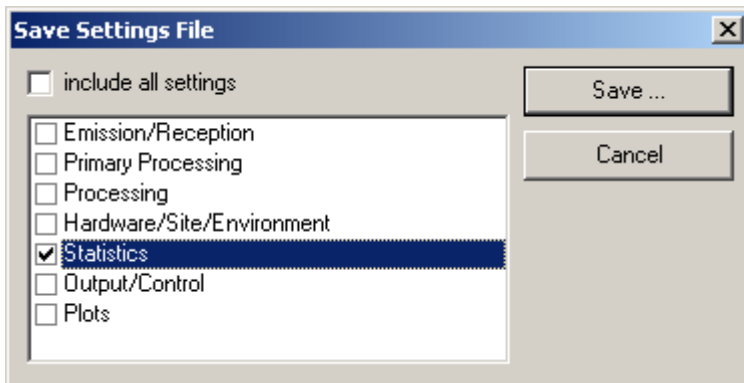 Save Settings File
include all settings
Save ...
Emission/Reception
Cancel
Primary Processing
Processing
Hardware/Site/Environment
Statistics
Output/Control
Plots